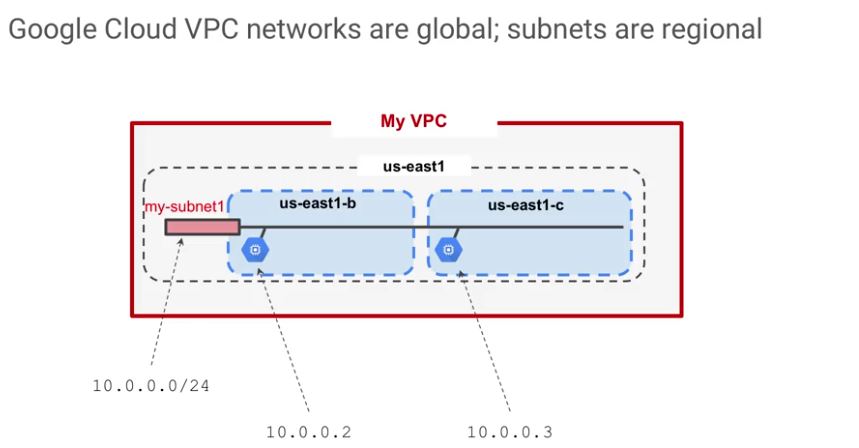 Google Cloud VPC networks are global; subnets are regional
My VPC
us-east1
my-subnet1
us-east1-b
us-east1-c
10.0.0.0/24
10.0.0.2
10.0.0.3